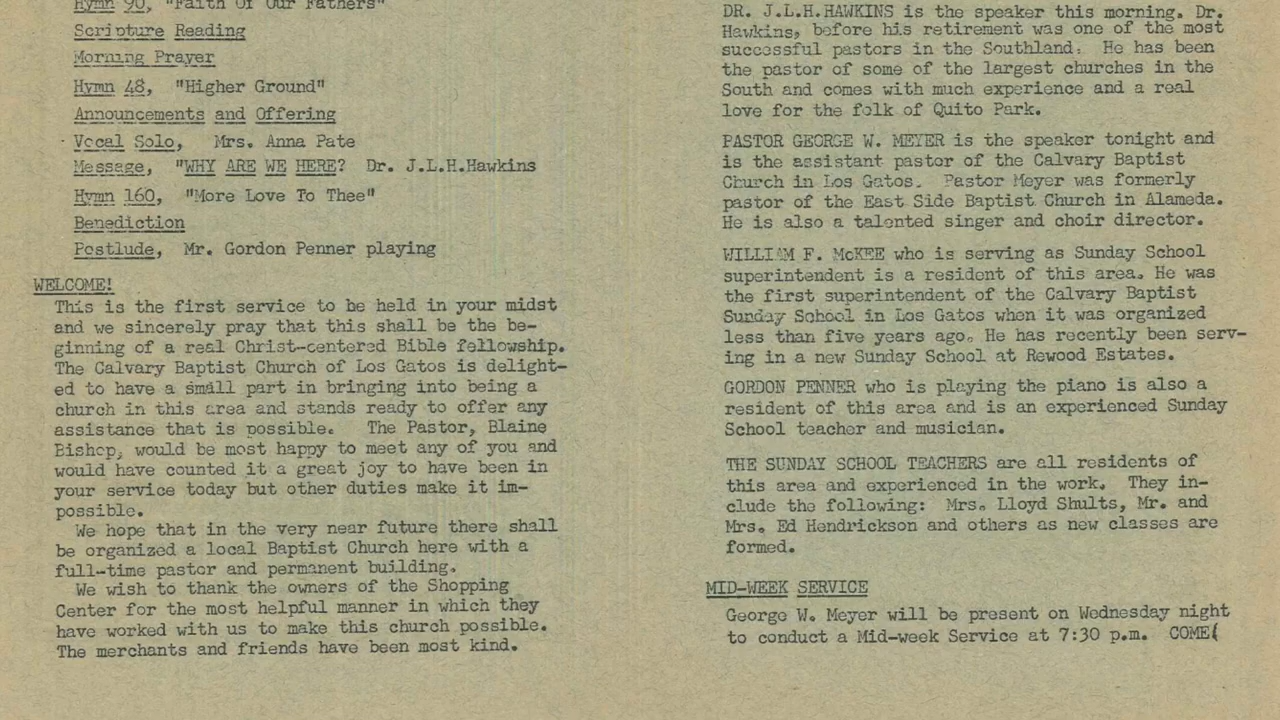 Hymn 90, "Faith Of Our Fathers"
Scripture Reading
Morning Prayer
Hymn 48, "Higher Ground"
Announcements and Offering
Vocal Solo, Mrs. Anna Pate
Message, "WHY ARE WE HERE? Dr. J.L.H.Hawkins
Hymn 160, "More Love To Thee"
Benediction
Postlude, Mr. Gordon Penner playing
WELCOME!
This is the first service to be held in your midst
and we sincerely pray that this shall be the be-
ginning of a real Christ-centered Bible fellowship.
The Calvary Baptist Church of Los Gatos is delight-
ed to have a small part in bringing into being a
church in this area and stands ready to offer any
assistance that is possible. The Pastor, Blaine
Bishop, would be most happy to meet any of you and
would have counted it a great joy to have been in
your service today but other duties make it im-
possible.
We hope that in the very near future there shall
be organized a local Baptist Church here with a
full-time pastor and permanent building.
We wish to thank the owners of the Shopping
Center for the most helpful manner in which they
have worked with us to make this church possible.
The merchants and friends have been most kind.
DR. J.L.H.HAWKINS is the speaker this morning. Dr.
Hawkins, before his retirement was one of the most
successful pastors in the Southland. He has been
the pastor of some of the largest churches in the
South and comes with much experience and a real
love for the folk of Quito Park.
PASTOR GEORGE W. MEYER is the speaker tonight and
is the assistant pastor of the Calvary Baptist
Church in Los Gatos. Pastor Meyer was formerly
pastor of the East Side Baptist Church in Alameda.
He is also a talented singer and choir director.
WILLIAM F. McKEE who is serving as Sunday School
superintendent is a resident of this area. He was
the first superintendent of the Calvary Baptist
Sunday School in Los Gatos when it was organized
less than five years ago. He has recently been serv-
ing in a new Sunday School at Rewood Estates.
GORDON PENNER who is playing the piano is also a
resident of this area and is an experienced Sunday
School teacher and musician.
THE SUNDAY SCHOOL TEACHERS are all residents of
this area and experienced in the work. They in-
clude the following: Mrs. Lloyd Shults, Mr. and
Mrs. Ed Hendrickson and others as new classes are
formed.
MID-WEEK SERVICE
George W. Meyer will be present on Wednesday night
to conduct a Mid-week Service at 7:30 p.m. COME(